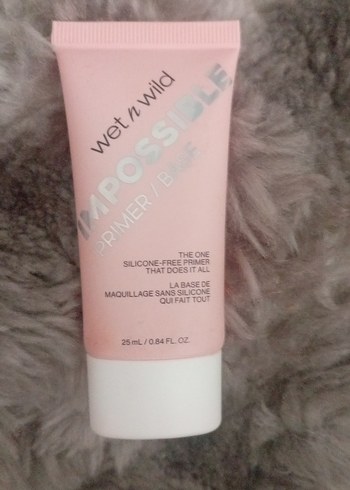 wet n wild
IMPOSSIBLE
PRIMER / BASE
THE ONE
SILICONE-FREE PRIMER
THAT DOES IT ALL
LA BASE DE
MAQUILLAGE SANS SILICONE
QUI FAIT TOUT
25 mL / 0.84 FL. OZ.